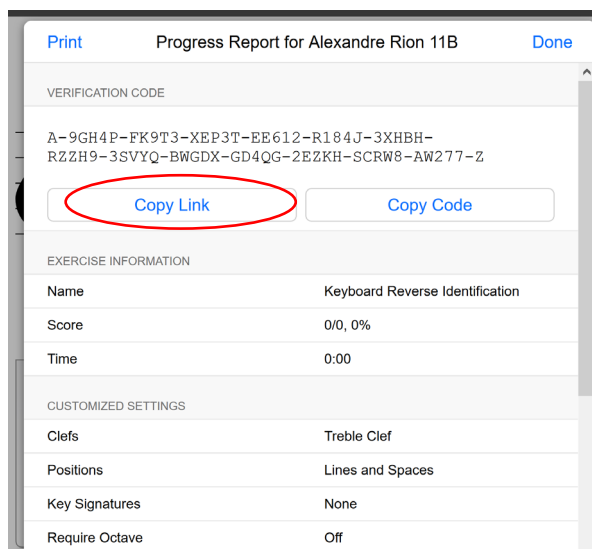 Print Progress Report for Alexandre Rion 11B Done
VERIFICATION CODE
A-9GH4P-FK9T3-XEP3T-EE612-R184J-3XHBH-
RZZH9-3SVYQ-BWGDX-GD4QG-2EZKH-SCRW8-AW277-Z
Copy Link Copy Code
EXERCISE INFORMATION
Name Keyboard Reverse Identification
Score 0/0, 0%
Time 0:00
CUSTOMIZED SETTINGS
Clefs Treble Clef
Positions Lines and Spaces
Key Signatures None
Require Octave Off